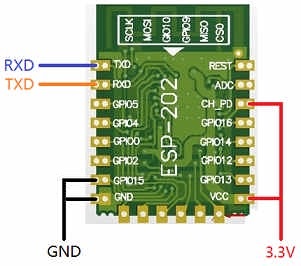 SCLK
MOSI
GIO10
GPIO9
MISO
CS0
RXD
TXD
TXD
RXD
GPIO5
GPIO4
GPIO0
GPIO2
GPIO15
GND
ESP-202
REST
ADC
CH_PD
GPIO16
GPIO14
GPIO12
GPIO13
VCC
GND
3.3V